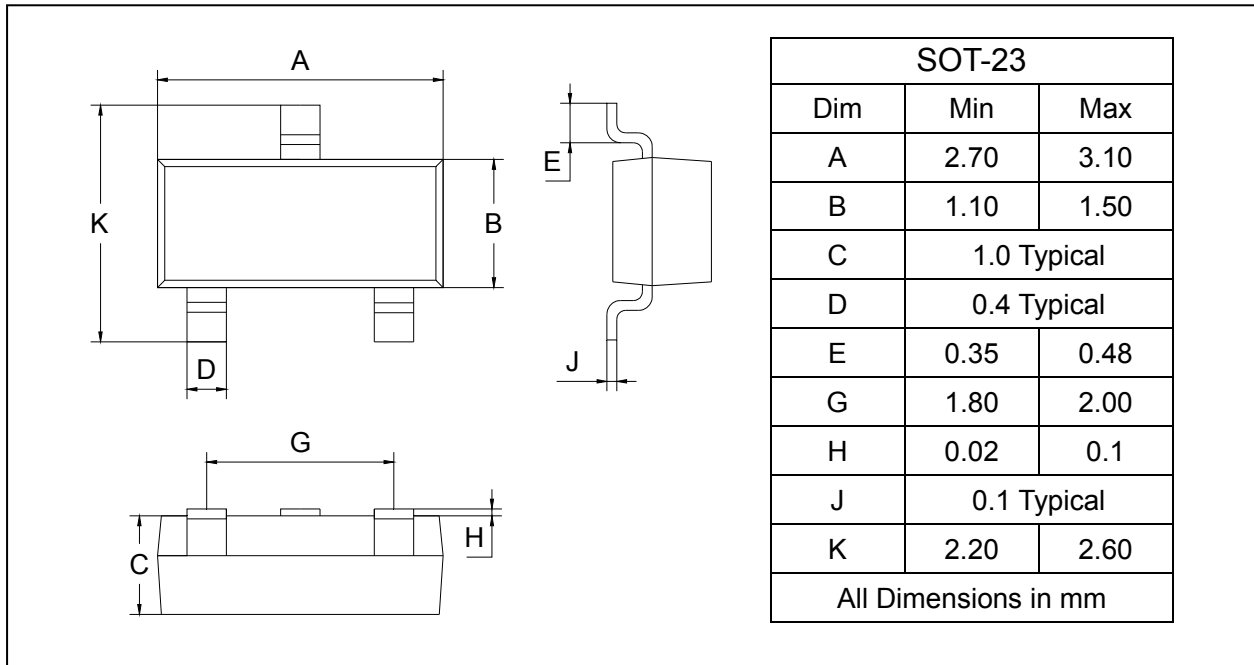 A
K
B
D
E
J
G
C
H
SOT-23
Dim Min Max
A 2.70 3.10
B 1.10 1.50
C 1.0 Typical
D 0.4 Typical
E 0.35 0.48
G 1.80 2.00
H 0.02 0.1
J 0.1 Typical
K 2.20 2.60
All Dimensions in mm